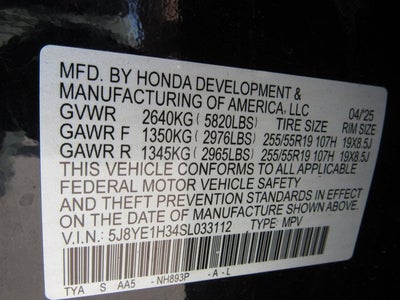 MFD. BY HONDA DEVELOPMENT &
MANUFACTURING OF AMERICA, LLC 04/'25
GVWR 2640KG ( 5820LBS) TIRE SIZE RIM SIZE
GAWR F 1350KG ( 2976LBS) 255/55R19 107H 19X8.5J
GAWR R 1345KG ( 2965LBS) 255/55R19 107H 19X8.5J
THIS VEHICLE CONFORMS TO ALL APPLICABLE
FEDERAL MOTOR VEHICLE SAFETY, BUMPER,
AND THEFT PREVENTION STANDARDS IN EFFECT
ON THE DATE OF MANUFACTURE SHOWN ABOVE.
V.I.N: 5J8YE1H34SL033112 TYPE MPV
TYA S AA5 -NH893P -A-L